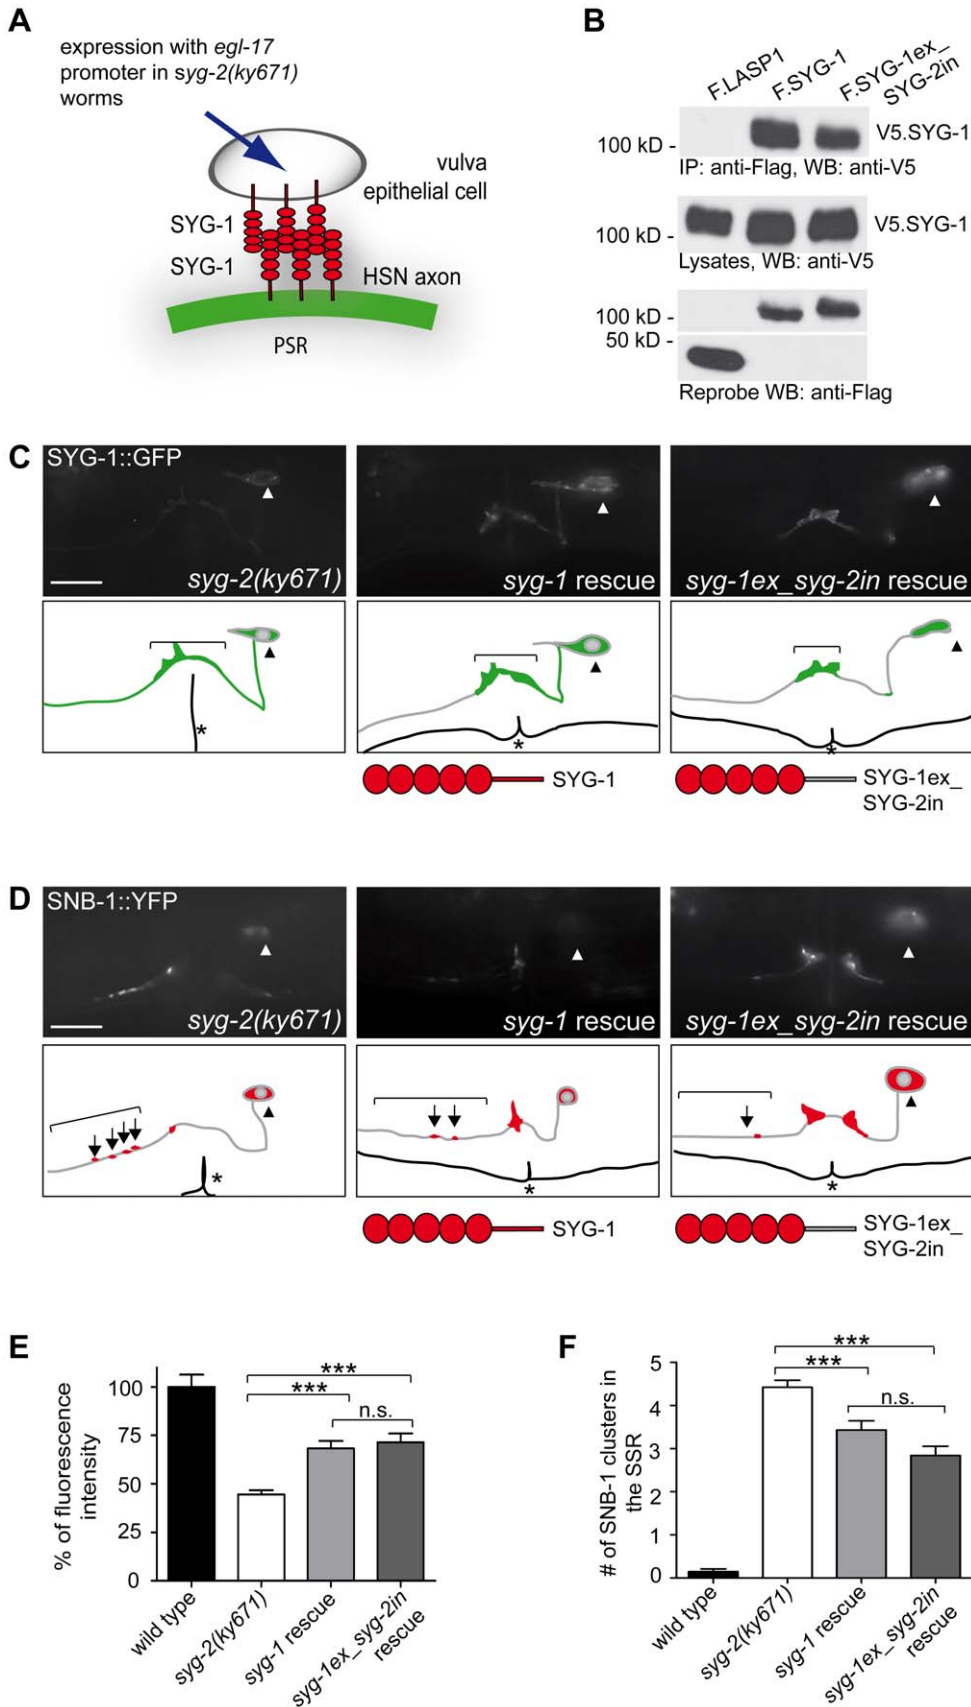 A
expression with egl-17
promoter in syg-2(ky671)
worms
vulva
epithelial cell
SYG-1
SYG-1
HSN axon
PSR
B
F.LASP1
F.SYG-1
F.SYG-1ex_
SYG-2in
100 kD -
V5.SYG-1
IP: anti-Flag, WB: anti-V5
100 kD -
V5.SYG-1
Lysates, WB: anti-V5
100 kD -
50 kD -
Reprobe WB: anti-Flag
C
SYG-1::GFP
syg-2(ky671)
syg-1 rescue
syg-1ex_syg-2in rescue
*
*
*
SYG-1
SYG-1ex_
SYG-2in
D
SNB-1::YFP
syg-2(ky671)
syg-1 rescue
syg-1ex_syg-2in rescue
*
*
*
SYG-1
SYG-1ex_
SYG-2in
E
% of fluorescence
intensity
100
75
50
25
0
***
***
n.s.
wild type
syg-2(ky671)
syg-1 rescue
syg-1ex_syg-2in
rescue
F
# of SNB-1 clusters in
the SSR
5
4
3
2
1
0
***
***
n.s.
wild type
syg-2(ky671)
syg-1 rescue
syg-1ex_syg-2in
rescue